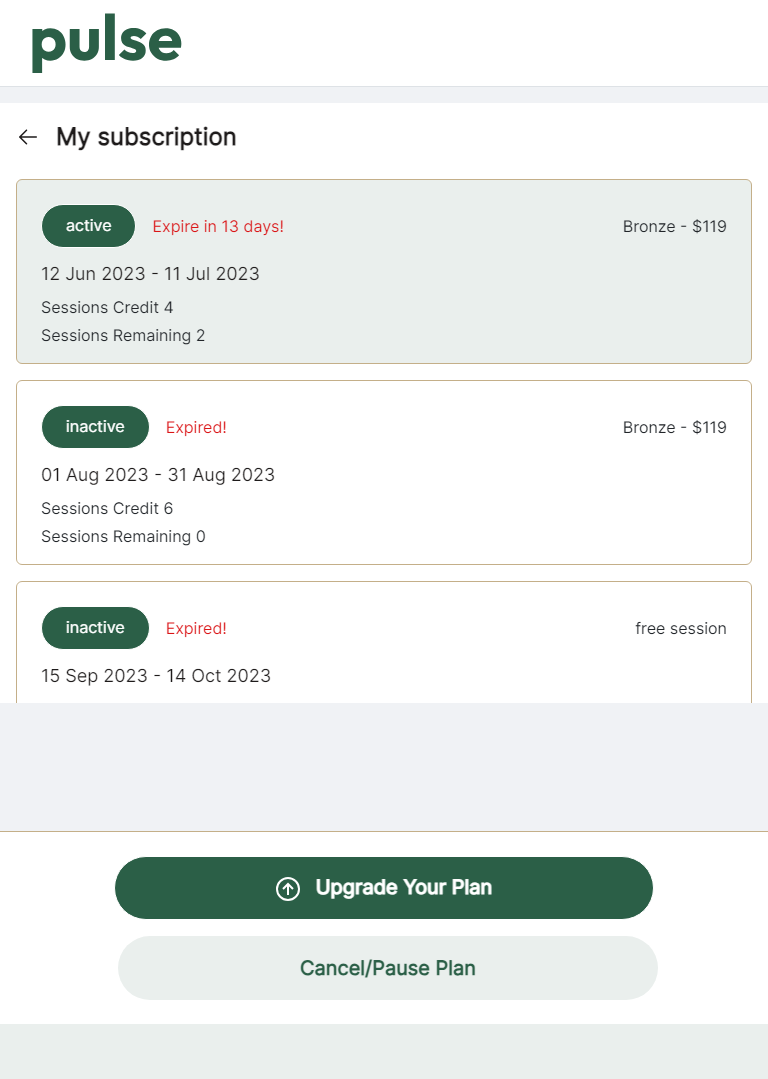 pulse
My subscription
active Expire in 13 days! Bronze - $119
12 Jun 2023 - 11 Jul 2023
Sessions Credit 4
Sessions Remaining 2
inactive Expired! Bronze - $119
01 Aug 2023 - 31 Aug 2023
Sessions Credit 6
Sessions Remaining 0
inactive Expired! free session
15 Sep 2023 - 14 Oct 2023
Upgrade Your Plan
Cancel/Pause Plan